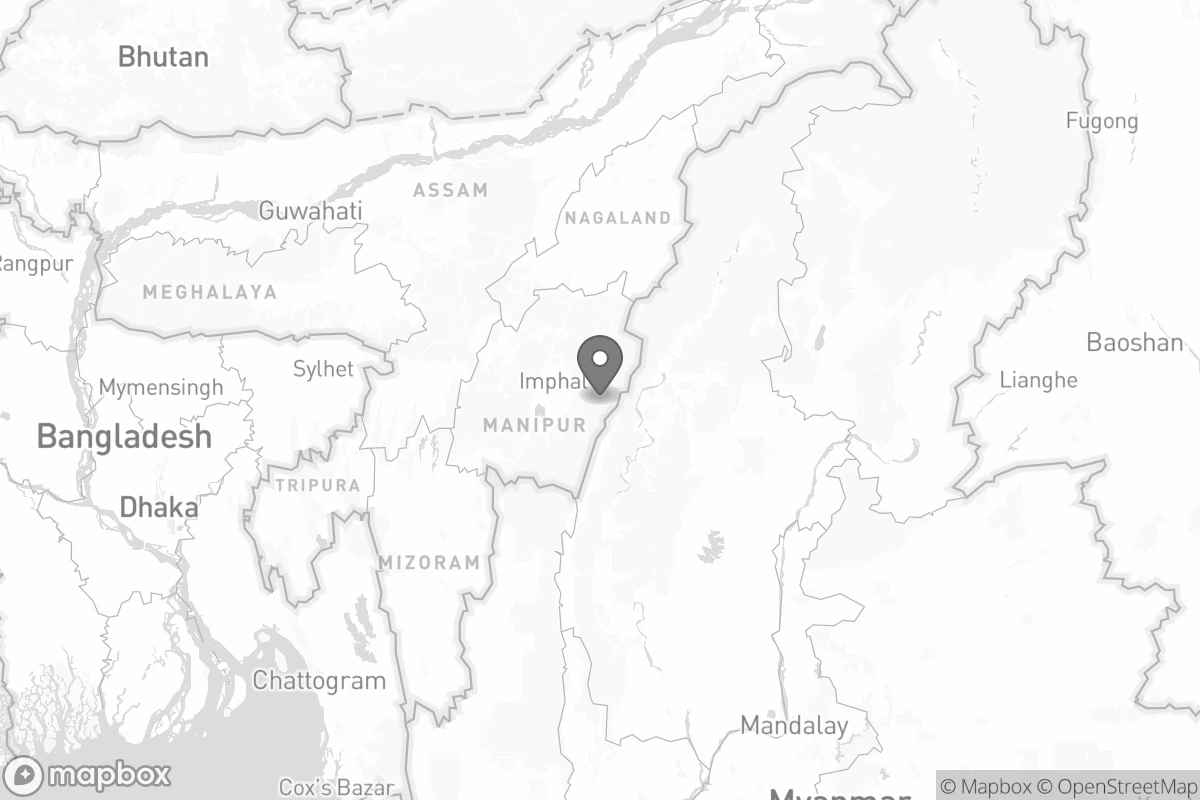 Bhutan
Fugong
ASSAM
Guwahati
NAGALAND
Rangpur
MEGHALAYA
Baoshan
Sylhet
Lianghe
Imphal
Mymensingh
MANIPUR
Bangladesh
TRIPURA
Dhaka
MIZORAM
Chattogram
Mandalay
mapbox
Cox's Bazar
© Mapbox © OpenStreetMap
Myanmar